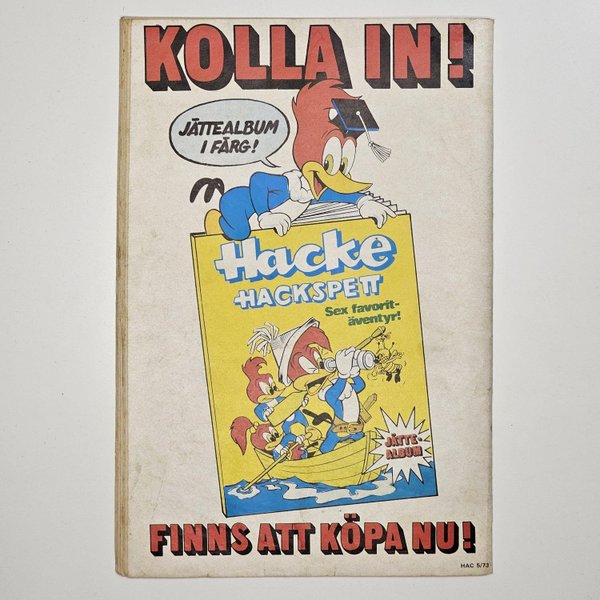 KOLLA IN!
JÄTTEALBUM
I FÄRG!
Hacke
HACKSPETT
Sex favorit-
äventyr!
JÄTTE-
ALBUM
FINNS ATT KÖPA NU!
HAC 5/73